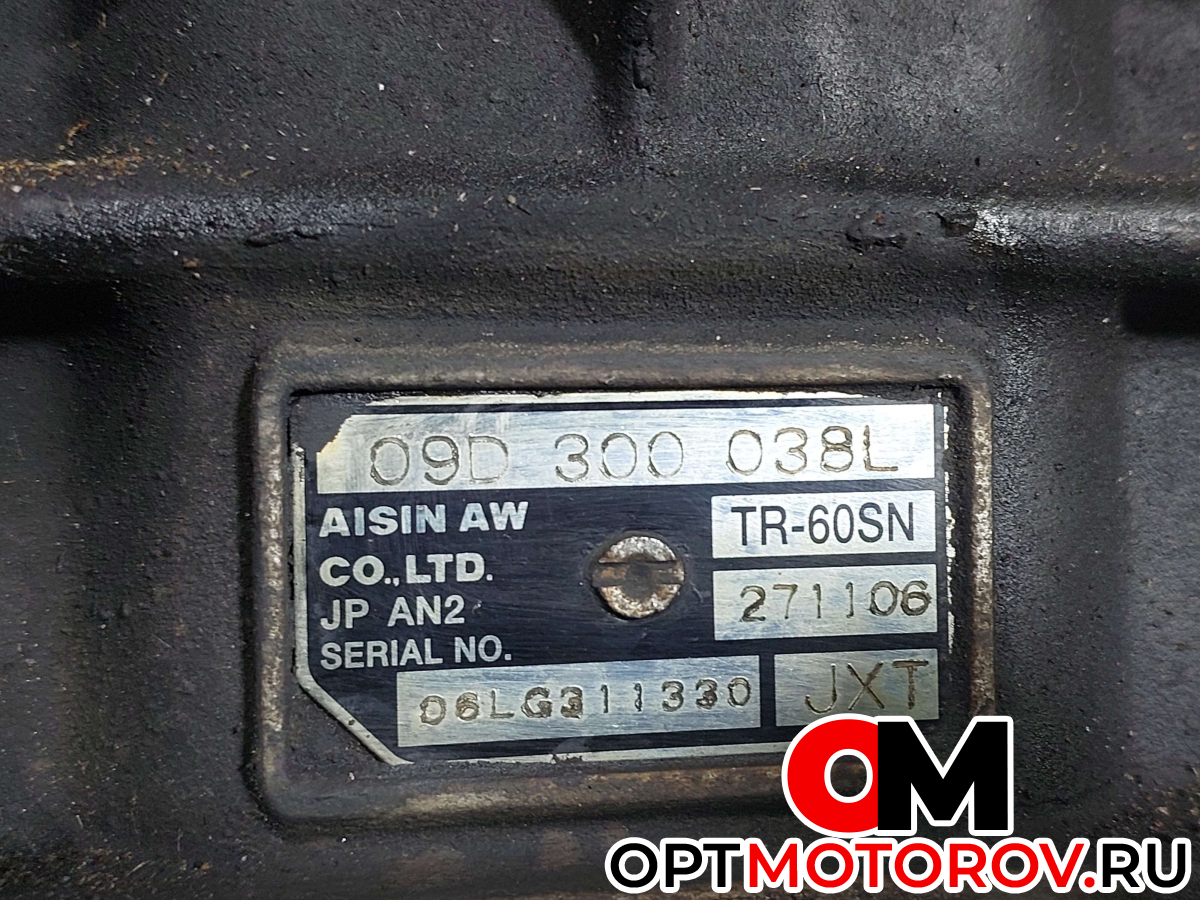 09D 300 038L
AISIN AW
CO.,LTD.
TR-60SN
JP AN2
271106
SERIAL NO.
06LG311330
JXT
OM
OPTMOTOROV.RU